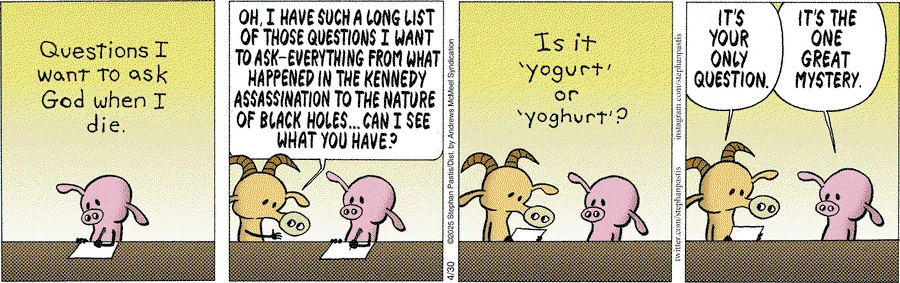 Questions I
want to ask
God when I
die.
OH, I HAVE SUCH A LONG LIST
OF THOSE QUESTIONS I WANT
TO ASK–EVERYTHING FROM WHAT
HAPPENED IN THE KENNEDY
ASSASSINATION TO THE NATURE
OF BLACK HOLES...CAN I SEE
WHAT YOU HAVE?
4/30 ©2025 Stephan Pastis/Dist. by Andrews McMeel Syndication
Is it
'yogurt'
or
'yoghurt'?
twitter.com/stephanpastis instagram.com/stephanpastis
IT'S
YOUR
ONLY
QUESTION.
IT'S THE
ONE
GREAT
MYSTERY.